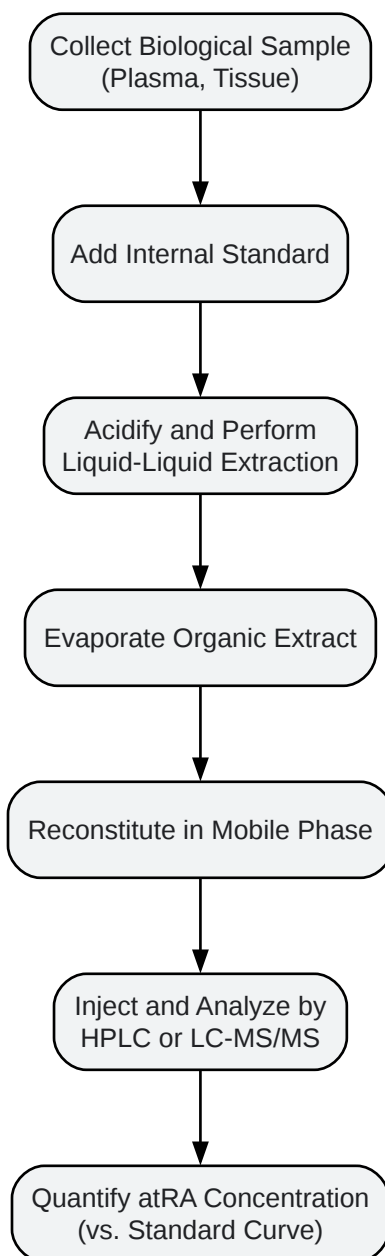 Collect Biological Sample
(Plasma, Tissue)
Add Internal Standard
Acidify and Perform
Liquid-Liquid Extraction
Evaporate Organic Extract
Reconstitute in Mobile Phase
Inject and Analyze by
HPLC or LC-MS/MS
Quantify atRA Concentration
(vs. Standard Curve)